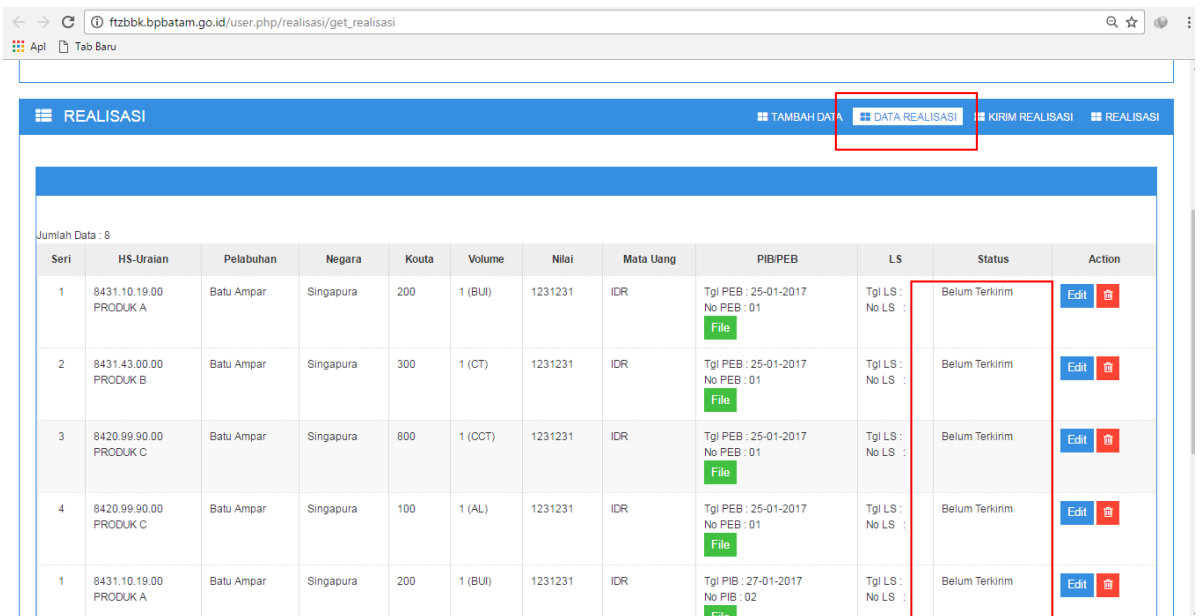 ftzbbk.bpbatam.go.id/user.php/realisasi/get_realisasi
Apl Tab Baru
REALISASI TAMBAH DATA DATA REALISASI KIRIM REALISASI REALISASI
Jumlah Data : 8
Seri HS-Uraian Pelabuhan Negara Kouta Volume Nilai Mata Uang PIB/PEB LS Status Action
1 8431.10.19.00 Batu Ampar Singapura 200 1 (BUI) 1231231 IDR Tgl PEB : 25-01-2017 Tgl LS : Belum Terkirim Edit
PRODUK A No PEB : 01 No LS :
File
2 8431.43.00.00 Batu Ampar Singapura 300 1 (CT) 1231231 IDR Tgl PEB : 25-01-2017 Tgl LS : Belum Terkirim Edit
PRODUK B No PEB : 01 No LS :
File
3 8420.99.90.00 Batu Ampar Singapura 800 1 (CCT) 1231231 IDR Tgl PEB : 25-01-2017 Tgl LS : Belum Terkirim Edit
PRODUK C No PEB : 01 No LS :
File
4 8420.99.90.00 Batu Ampar Singapura 100 1 (AL) 1231231 IDR Tgl PEB : 25-01-2017 Tgl LS : Belum Terkirim Edit
PRODUK C No PEB : 01 No LS :
File
1 8431.10.19.00 Batu Ampar Singapura 200 1 (BUI) 1231231 IDR Tgl PIB : 27-01-2017 Tgl LS : Belum Terkirim Edit
PRODUK A No PIB : 02 No LS :
File